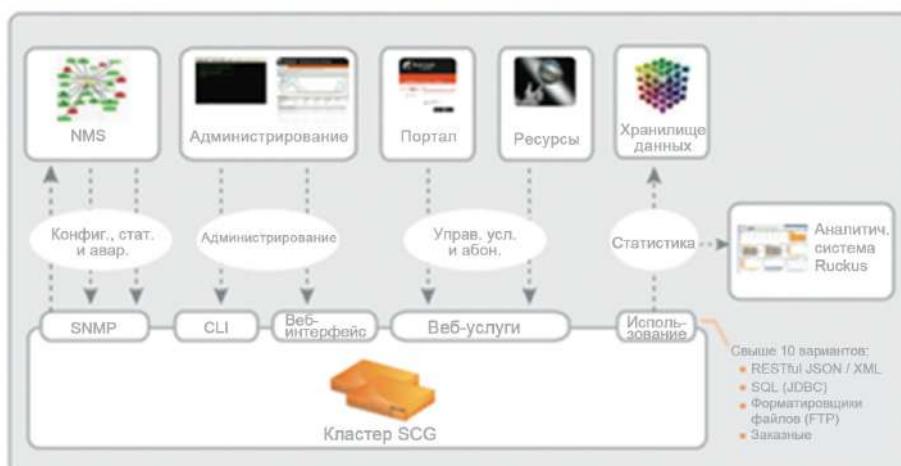 NMS
Администрирование
Портал
Ресурсы
Хранилище
данных
Конфиг., стат.
и авар.
Администрирование
Управ. усл.
и абон.
Статистика
Аналитич.
система
Ruckus
SNMP
CLI
Веб-
интерфейс
Веб-услуги
Исполь-
зование
Кластер SCG
Свыше 10 вариантов:
RESTful JSON / XML
SQL (JDBC)
Форматировщики
файлов (FTP)
Заказные